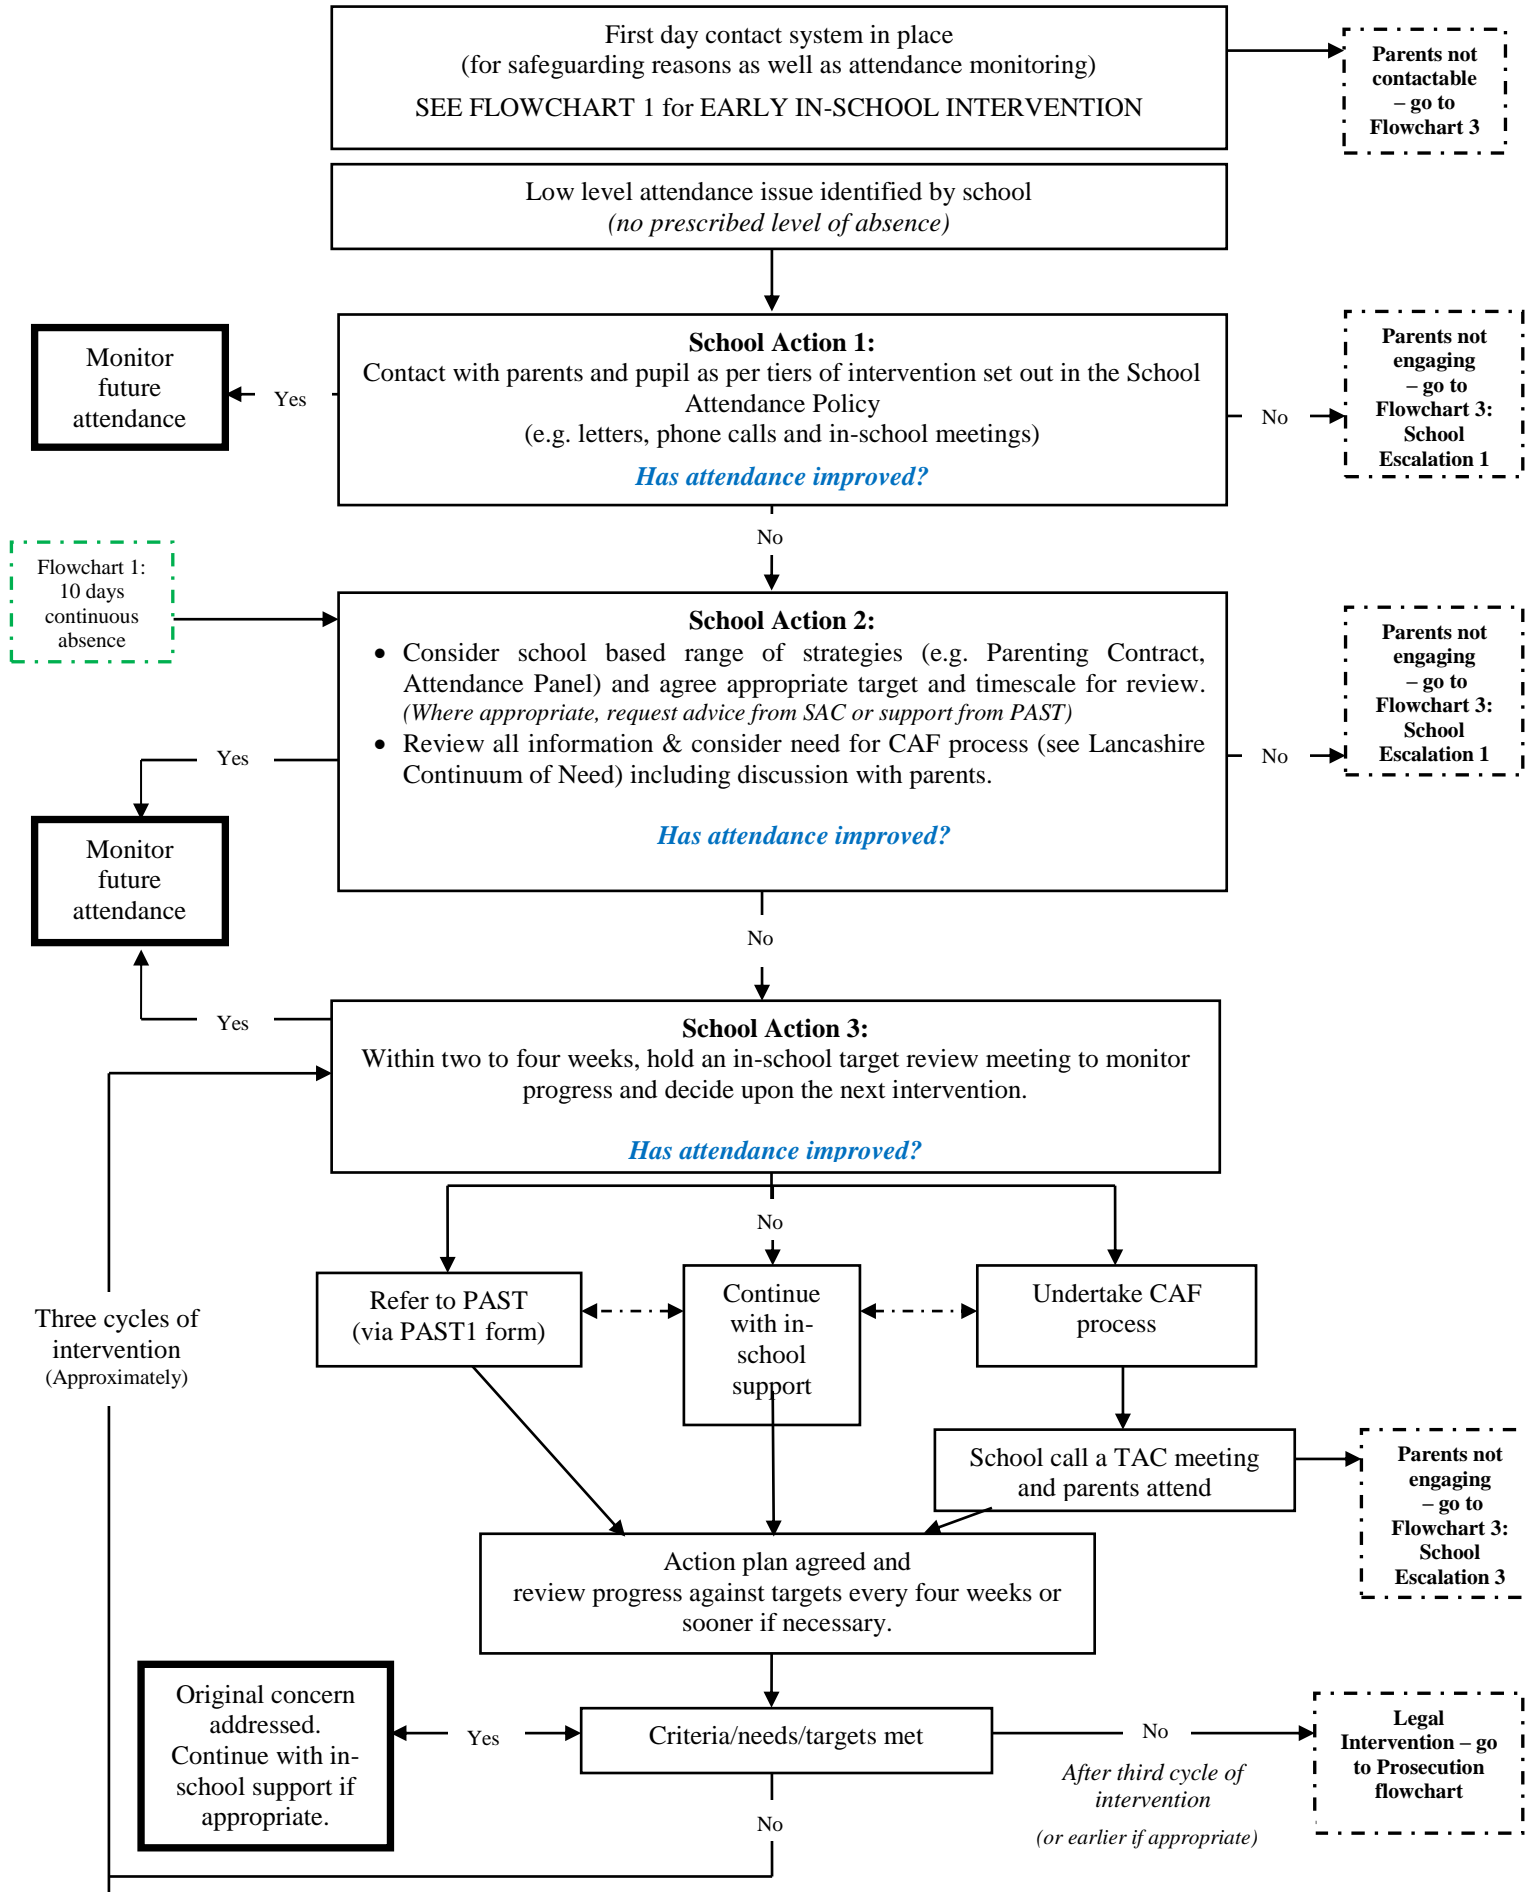 First day contact system in place
(for safeguarding reasons as well as attendance monitoring)
SEE FLOWCHART 1 for EARLY IN-SCHOOL INTERVENTION
Parents not
contactable
– go to
Flowchart 3
Low level attendance issue identified by school
(no prescribed level of absence)
Monitor
future
attendance
Yes
School Action 1:
Contact with parents and pupil as per tiers of intervention set out in the School
Attendance Policy
(e.g. letters, phone calls and in-school meetings)
Has attendance improved?
No
Parents not
engaging
– go to
Flowchart 3:
School
Escalation 1
No
Flowchart 1:
10 days
continuous
absence
School Action 2:
• Consider school based range of strategies (e.g. Parenting Contract,
Attendance Panel) and agree appropriate target and timescale for review.
(Where appropriate, request advice from SAC or support from PAST)
• Review all information & consider need for CAF process (see Lancashire
Continuum of Need) including discussion with parents.
Has attendance improved?
Yes
No
Parents not
engaging
– go to
Flowchart 3:
School
Escalation 1
Monitor
future
attendance
No
Yes
School Action 3:
Within two to four weeks, hold an in-school target review meeting to monitor
progress and decide upon the next intervention.
Has attendance improved?
No
Three cycles of
intervention
(Approximately)
Refer to PAST
(via PAST1 form)
Continue
with in-
school
support
Undertake CAF
process
School call a TAC meeting
and parents attend
Parents not
engaging
– go to
Flowchart 3:
School
Escalation 3
Action plan agreed and
review progress against targets every four weeks or
sooner if necessary.
Original concern
addressed.
Continue with in-
school support if
appropriate.
Yes
Criteria/needs/targets met
No
After third cycle of
intervention
(or earlier if appropriate)
Legal
Intervention – go
to Prosecution
flowchart
No